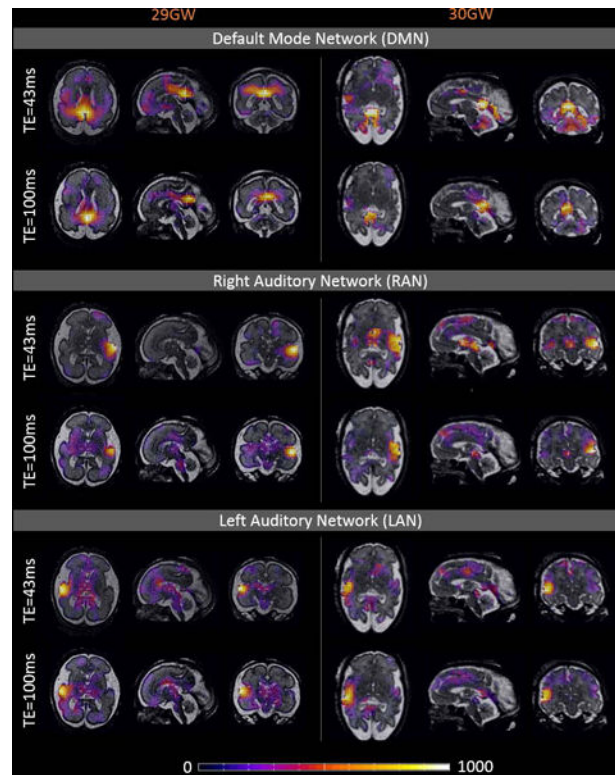 29GW 30GW
Default Mode Network (DMN)
TE=43ms
TE=100ms
Right Auditory Network (RAN)
TE=43ms
TE=100ms
Left Auditory Network (LAN)
TE=43ms
TE=100ms
0 1000